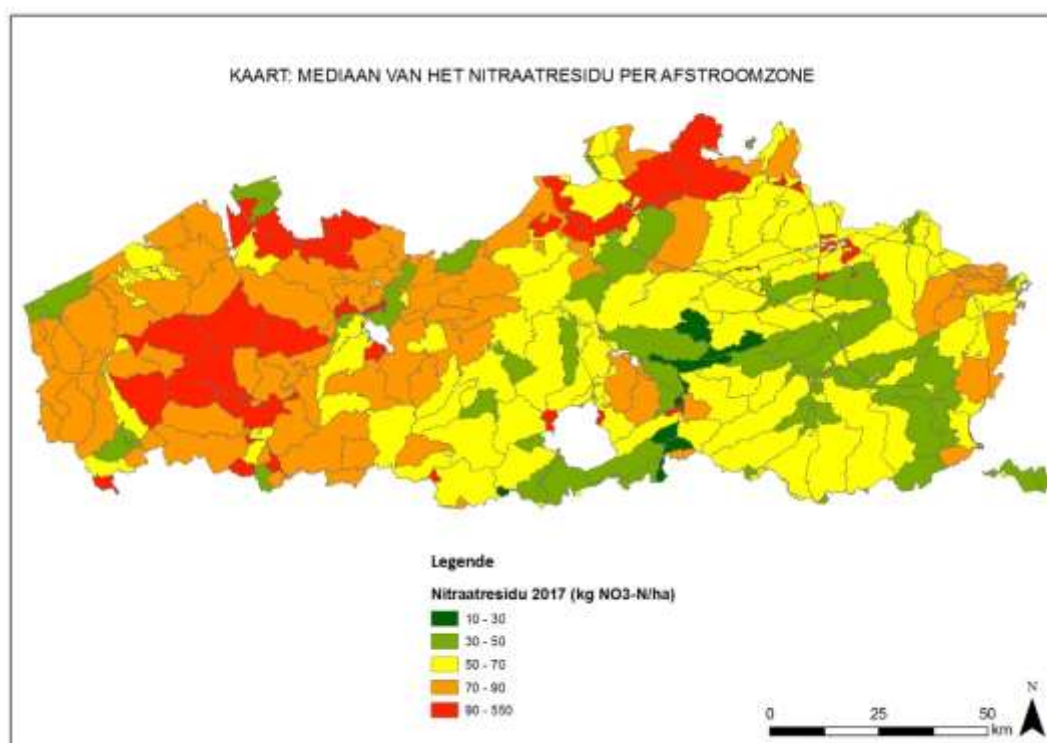 KAART: MEDIAAN VAN HET NITRAATRESIDU PER AFSTROOMZONE
Legende
Nitraatresidu 2017 (kg NO3-N/ha)
10 - 30
30 - 50
50 - 70
70 - 90
90 - 550
N
0 25 50
km